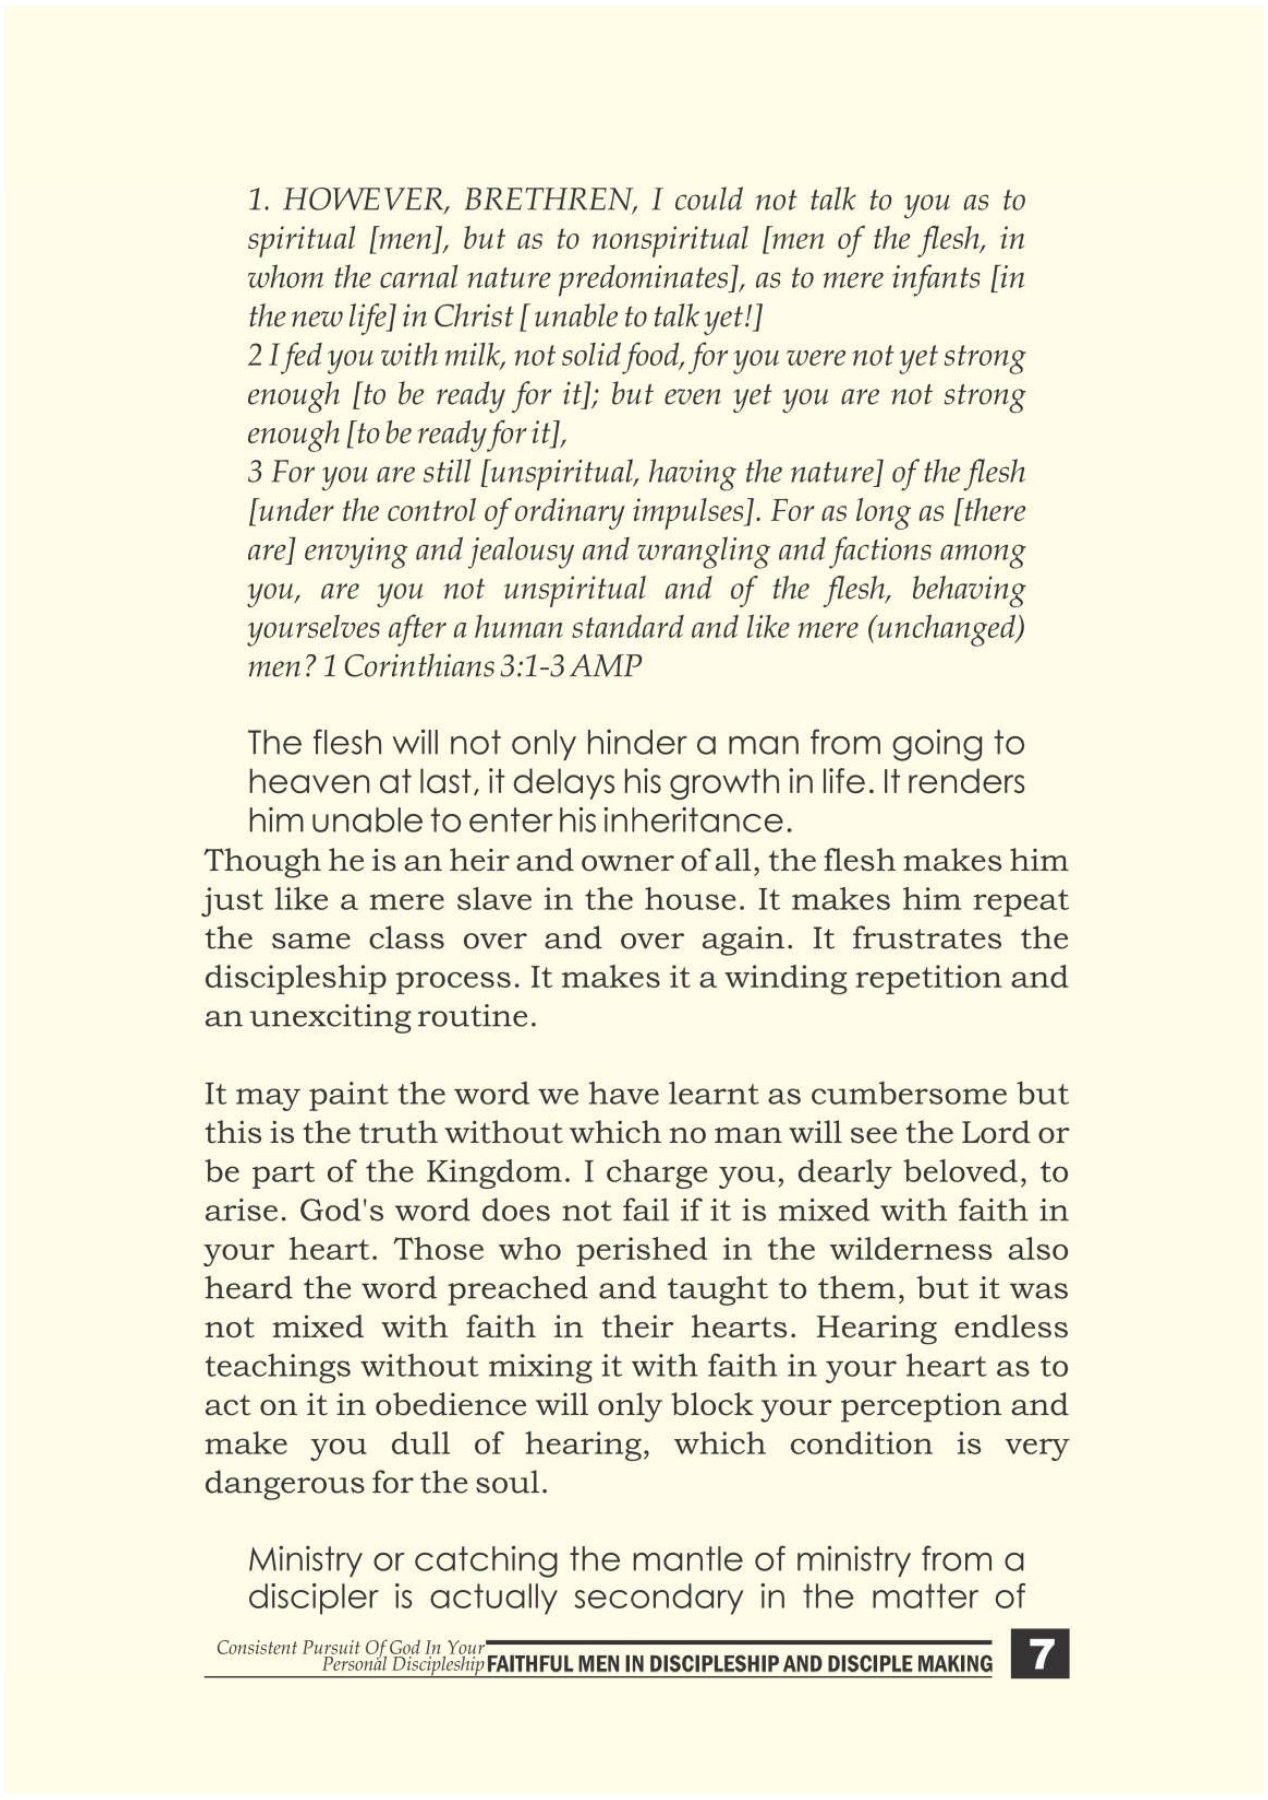 1. HOWEVER, BRETHREN, I could not talk to you as to
spiritual [men], but as to nonspiritual [men of the flesh, in
whom the carnal nature predominates], as to mere infants [in
the new life] in Christ [ unable to talk yet!]
2 I fed you with milk, not solid food, for you were not yet strong
enough [to be ready for it]; but even yet you are not strong
enough [to be ready for it],
3 For you are still [unspiritual, having the nature] of the flesh
[under the control of ordinary impulses]. For as long as [there
are] envying and jealousy and wrangling and factions among
you, are you not unspiritual and of the flesh, behaving
yourselves after a human standard and like mere (unchanged)
men? 1 Corinthians 3:1-3 AMP
The flesh will not only hinder a man from going to
heaven at last, it delays his growth in life. It renders
him unable to enter his inheritance.
Though he is an heir and owner of all, the flesh makes him
just like a mere slave in the house. It makes him repeat
the same class over and over again. It frustrates the
discipleship process. It makes it a winding repetition and
an unexciting routine.
It may paint the word we have learnt as cumbersome but
this is the truth without which no man will see the Lord or
be part of the Kingdom. I charge you, dearly beloved, to
arise. God's word does not fail if it is mixed with faith in
your heart. Those who perished in the wilderness also
heard the word preached and taught to them, but it was
not mixed with faith in their hearts. Hearing endless
teachings without mixing it with faith in your heart as to
act on it in obedience will only block your perception and
make you dull of hearing, which condition is very
dangerous for the soul.
Ministry or catching the mantle of ministry from a
discipler is actually secondary in the matter of
Consistent Pursuit Of God In Your
Personal Discipleship FAITHFUL MEN IN DISCIPLESHIP AND DISCIPLE MAKING 7